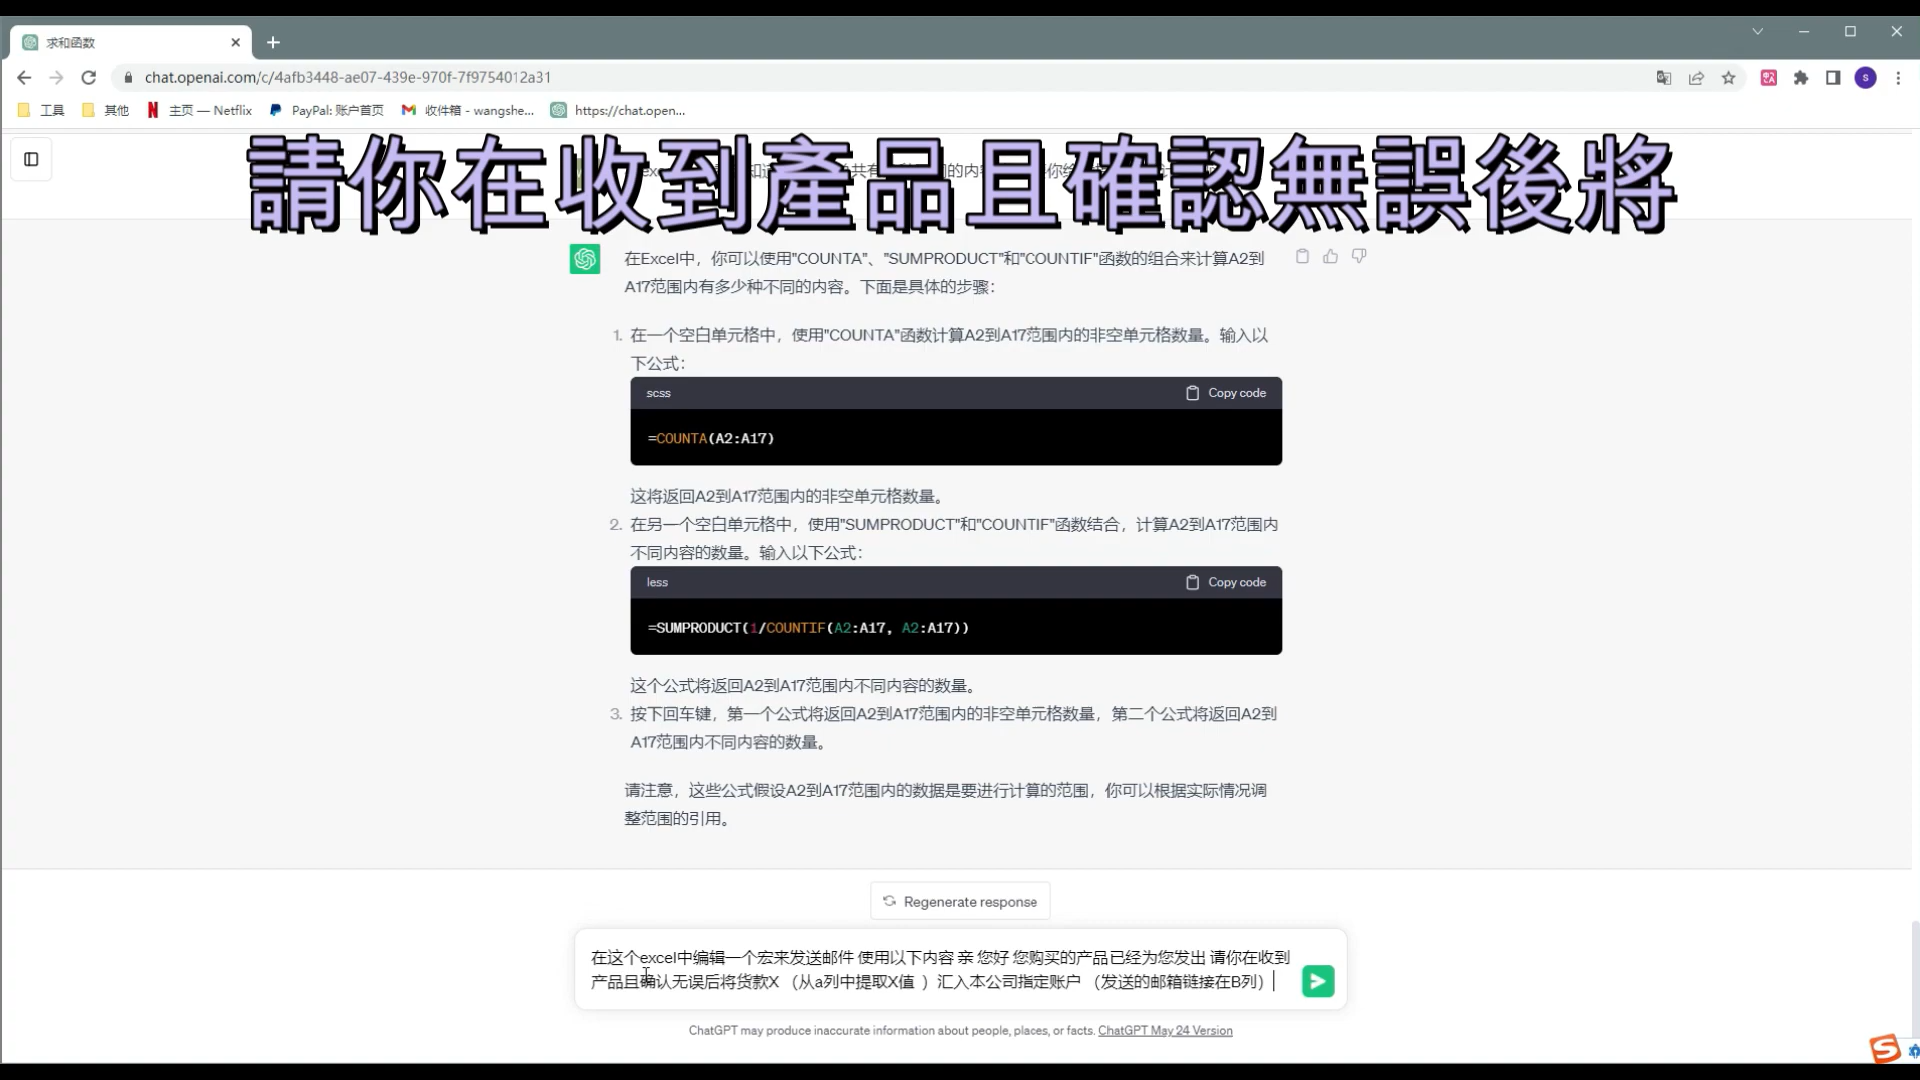 求和函数
chat.openai.com/c/4afb3448-ae07-439e-970f-7f9754012a31
S
工具
其他
主页 — Netflix
PayPal: 账户首页
收件箱 - wangshe...
https://chat.open...
請你在收到產品且確認無誤後將
在Excel中，你可以使用"COUNTA"、"SUMPRODUCT"和"COUNTIF"函数的组合来计算A2到
A17范围内有多少种不同的内容。下面是具体的步骤：
1. 在一个空白单元格中，使用"COUNTA"函数计算A2到A17范围内的非空单元格数量。输入以
下公式：
scss
Copy code
=COUNTA(A2:A17)
这将返回A2到A17范围内的非空单元格数量。
2. 在另一个空白单元格中，使用"SUMPRODUCT"和"COUNTIF"函数结合，计算A2到A17范围内
不同内容的数量。输入以下公式：
less
Copy code
=SUMPRODUCT(1/COUNTIF(A2:A17, A2:A17))
这个公式将返回A2到A17范围内不同内容的数量。
3. 按下回车键，第一个公式将返回A2到A17范围内的非空单元格数量，第二个公式将返回A2到
A17范围内不同内容的数量。
请注意，这些公式假设A2到A17范围内的数据是要进行计算的范围，你可以根据实际情况调
整范围的引用。
Regenerate response
在这个excel中编辑一个宏来发送邮件 使用以下内容 亲 您好 您购买的产品已经为您发出 请你在收到
产品且确认无误后将货款X （从a列中提取X值 ）汇入本公司指定账户 （发送的邮箱链接在B列）
ChatGPT may produce inaccurate information about people, places, or facts. ChatGPT May 24 Version